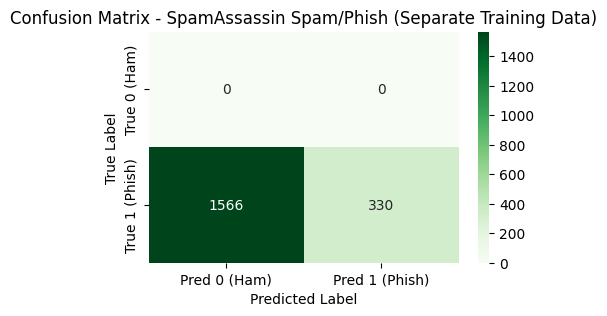 Confusion Matrix - SpamAssassin Spam/Phish (Separate Training Data)
True Label
True 0 (Ham)
True 1 (Phish)
0
0
1566
330
Pred 0 (Ham)
Pred 1 (Phish)
Predicted Label
1400
1200
1000
800
600
400
200
0